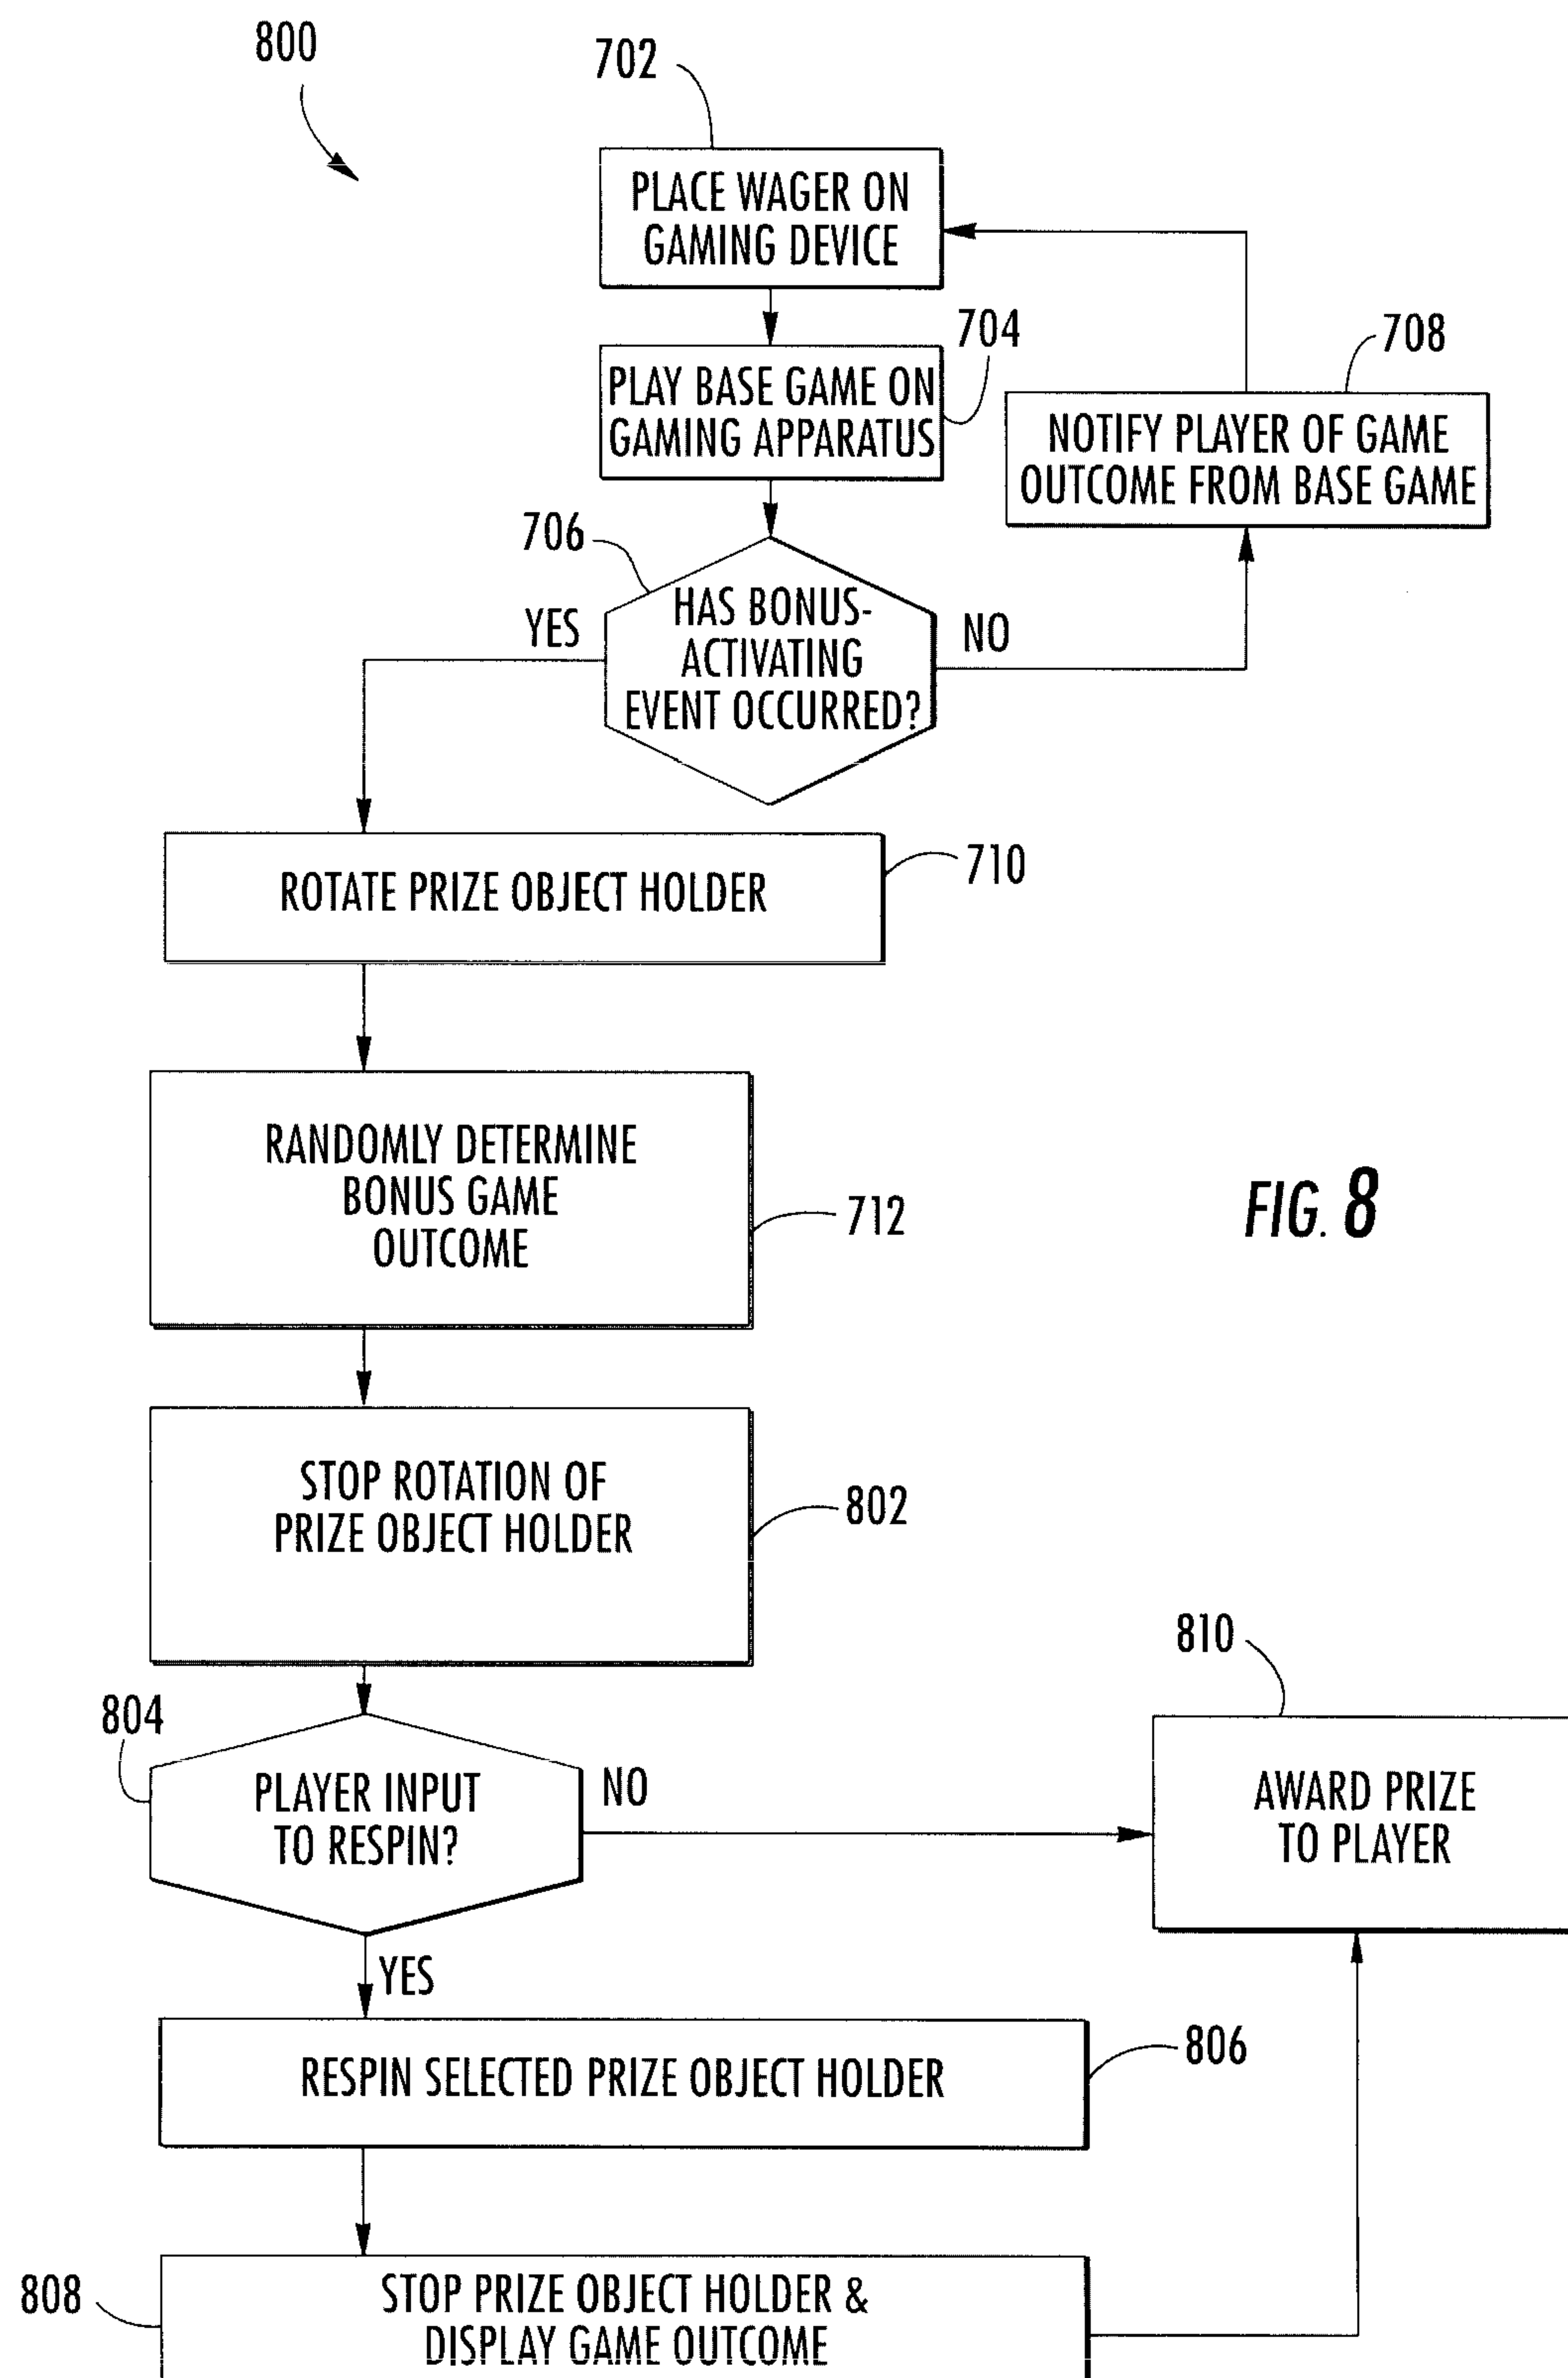 800
702
PLACE WAGER ON
GAMING DEVICE
704
PLAY BASE GAME ON
GAMING APPARATUS
708
NOTIFY PLAYER OF GAME
OUTCOME FROM BASE GAME
706
HAS BONUS-
ACTIVATING
EVENT OCCURRED?
YES
NO
710
ROTATE PRIZE OBJECT HOLDER
RANDOMLY DETERMINE
BONUS GAME
OUTCOME
712
FIG. 8
STOP ROTATION OF
PRIZE OBJECT HOLDER
802
804
PLAYER INPUT
TO RESPIN?
NO
810
AWARD PRIZE
TO PLAYER
YES
RESPIN SELECTED PRIZE OBJECT HOLDER
806
808
STOP PRIZE OBJECT HOLDER &
DISPLAY GAME OUTCOME